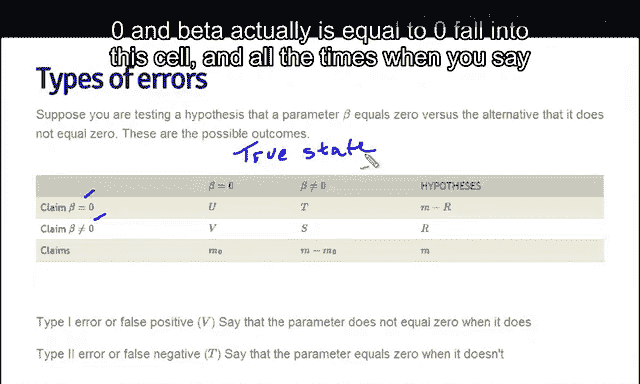 0 and beta actually is equal to 0 fall into
this cell, and all the times when you say
Types of errors
Suppose you are testing a hypothesis that a parameter β equals zero versus the alternative that it does
not equal zero. These are the possible outcomes.
True state
β = 0 β ≠ 0 HYPOTHESES
Claim β = 0 U T m − R
Claim β ≠ 0 V S R
Claims m₀ m − m₀ m
Type I error or false positive (V) Say that the parameter does not equal zero when it does
Type II error or false negative (T) Say that the parameter equals zero when it doesn't